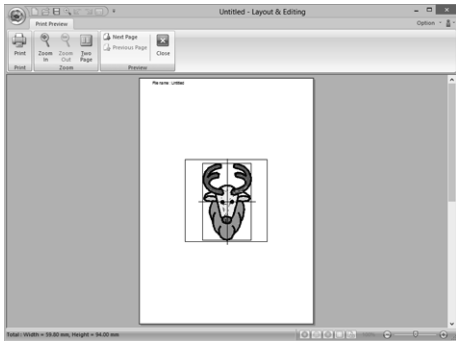 Untitled - Layout & Editing
Print Preview
Option
Print
Zoom In
Zoom Out
Two Page
Next Page
Previous Page
Close
Print
Zoom
Preview
File name : Untitled
Total : Width = 59.80 mm, Height = 94.00 mm